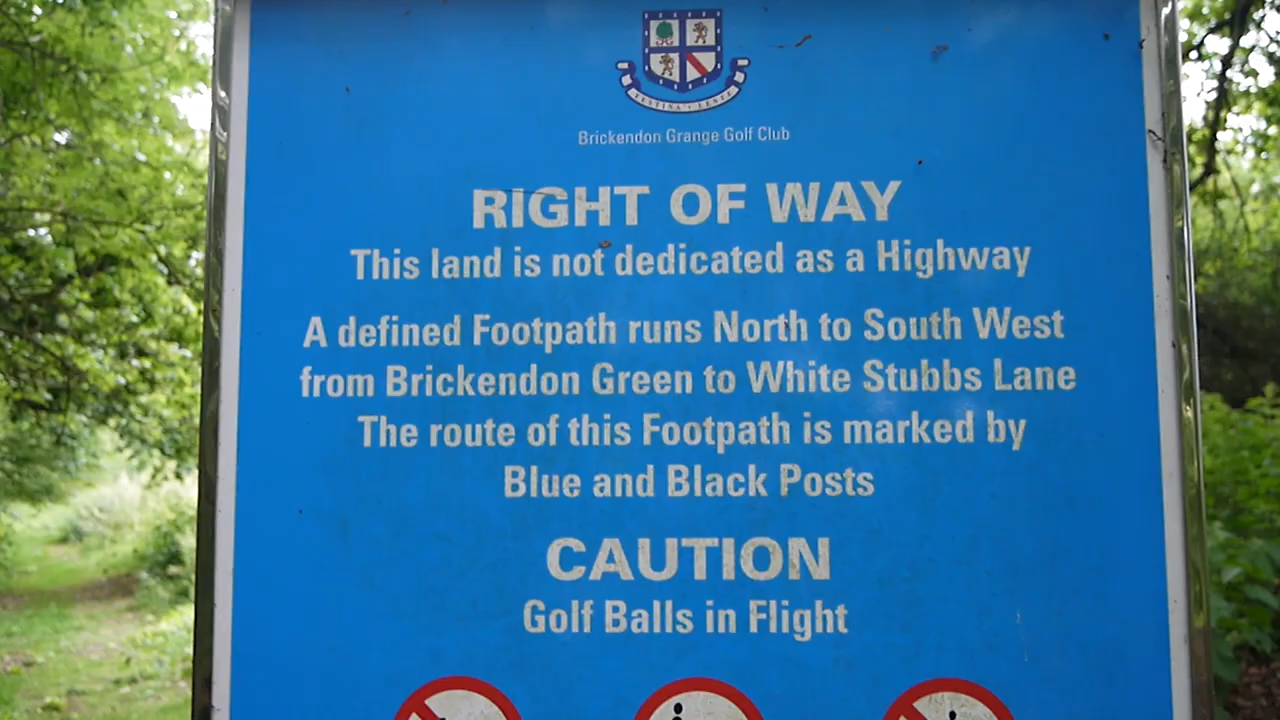 Brickendon Grange Golf Club
RIGHT OF WAY
This land is not dedicated as a Highway
A defined Footpath runs North to South West
from Brickendon Green to White Stubbs Lane
The route of this Footpath is marked by
Blue and Black Posts
CAUTION
Golf Balls in Flight